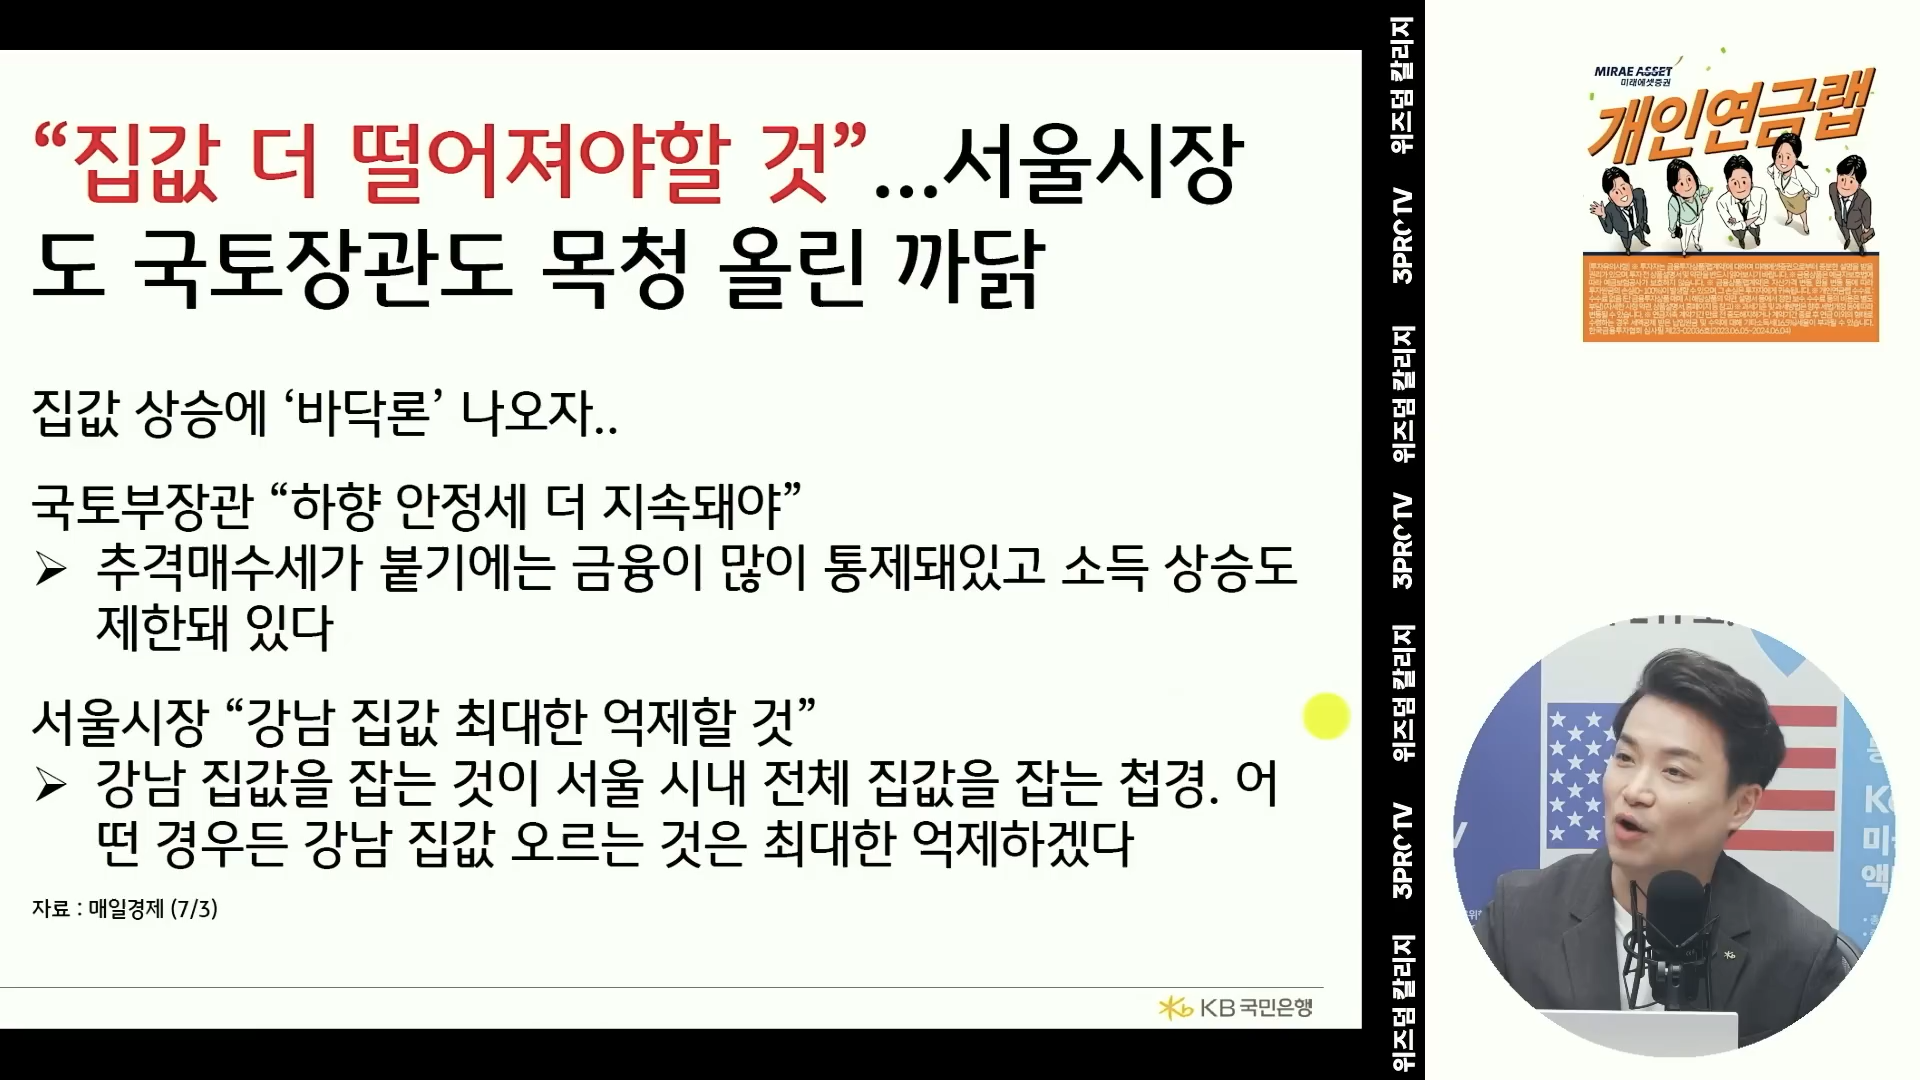 “집값 더 떨어져야할 것”...서울시장
도 국토장관도 목청 올린 까닭
집값 상승에 ‘바닥론’ 나오자..
국토부장관 “하향 안정세 더 지속돼야”
➢ 추격매수세가 붙기에는 금융이 많이 통제돼있고 소득 상승도
제한돼 있다
서울시장 “강남 집값 최대한 억제할 것”
➢ 강남 집값을 잡는 것이 서울 시내 전체 집값을 잡는 첩경. 어
떤 경우든 강남 집값 오르는 것은 최대한 억제하겠다
자료 : 매일경제 (7/3)
KB 국민은행
위즈덤 칼리지
3PROTV
위즈덤 칼리지
3PROTV
위즈덤 칼리지
3PROTV
위즈덤 칼리지
MIRAE ASSET
미래에셋증권
개인연금랩